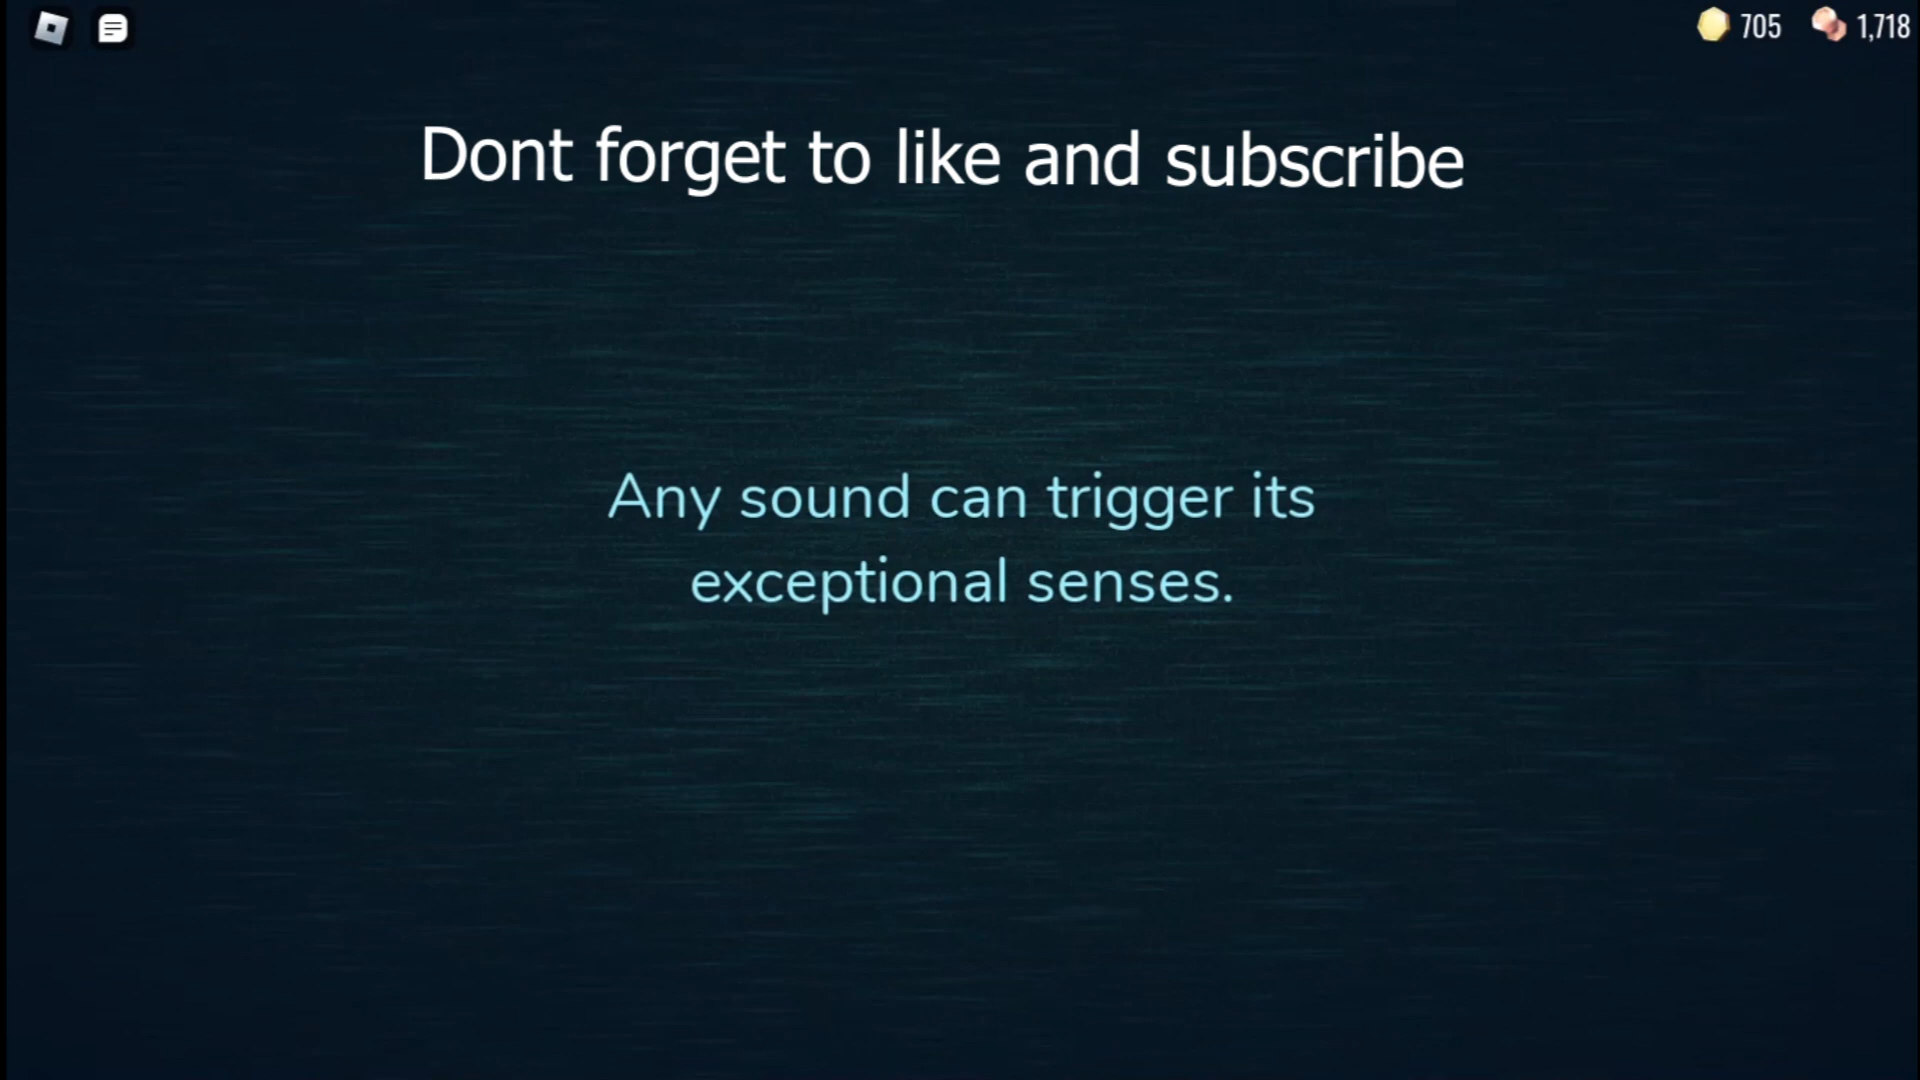 705 1,718
Dont forget to like and subscribe
Any sound can trigger its
exceptional senses.